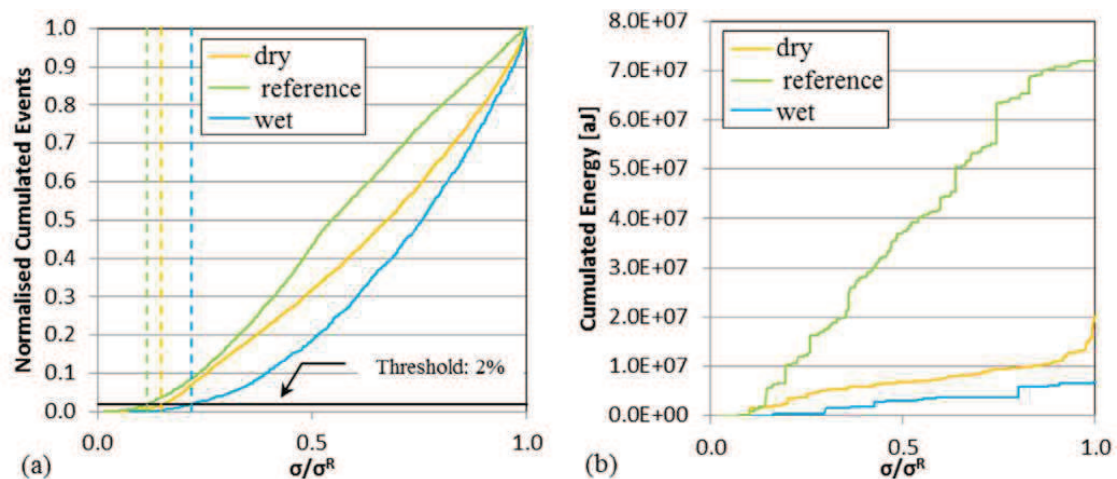 1.0
0.9
0.8
0.7
0.6
0.5
0.4
0.3
0.2
0.1
0.0
Normalised Cumulated Events
dry
reference
wet
Threshold: 2%
0.0
0.5
1.0
σ/σᴿ
(a)
8.0E+07
7.0E+07
6.0E+07
5.0E+07
4.0E+07
3.0E+07
2.0E+07
1.0E+07
0.0E+00
Cumulated Energy [aJ]
dry
reference
wet
0.0
0.5
1.0
σ/σᴿ
(b)